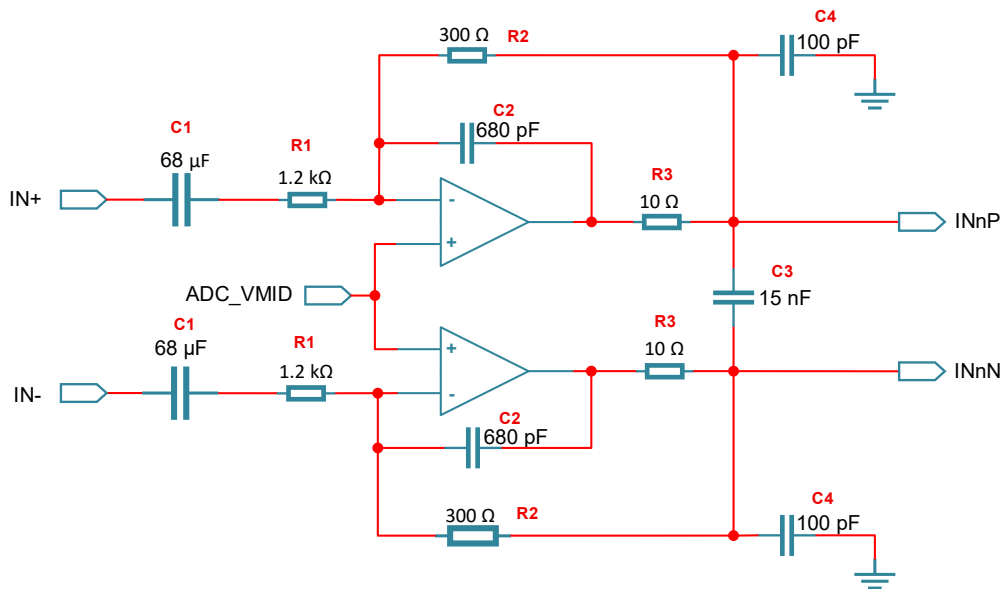 300 Ω
R2
C4
100 pF
C2
680 pF
C1
68 µF
R1
1.2 kΩ
R3
10 Ω
IN+
-
+
INnP
C3
15 nF
ADC_VMID
C1
68 µF
R1
1.2 kΩ
R3
10 Ω
+
-
IN-
INnN
C2
680 pF
300 Ω
R2
C4
100 pF